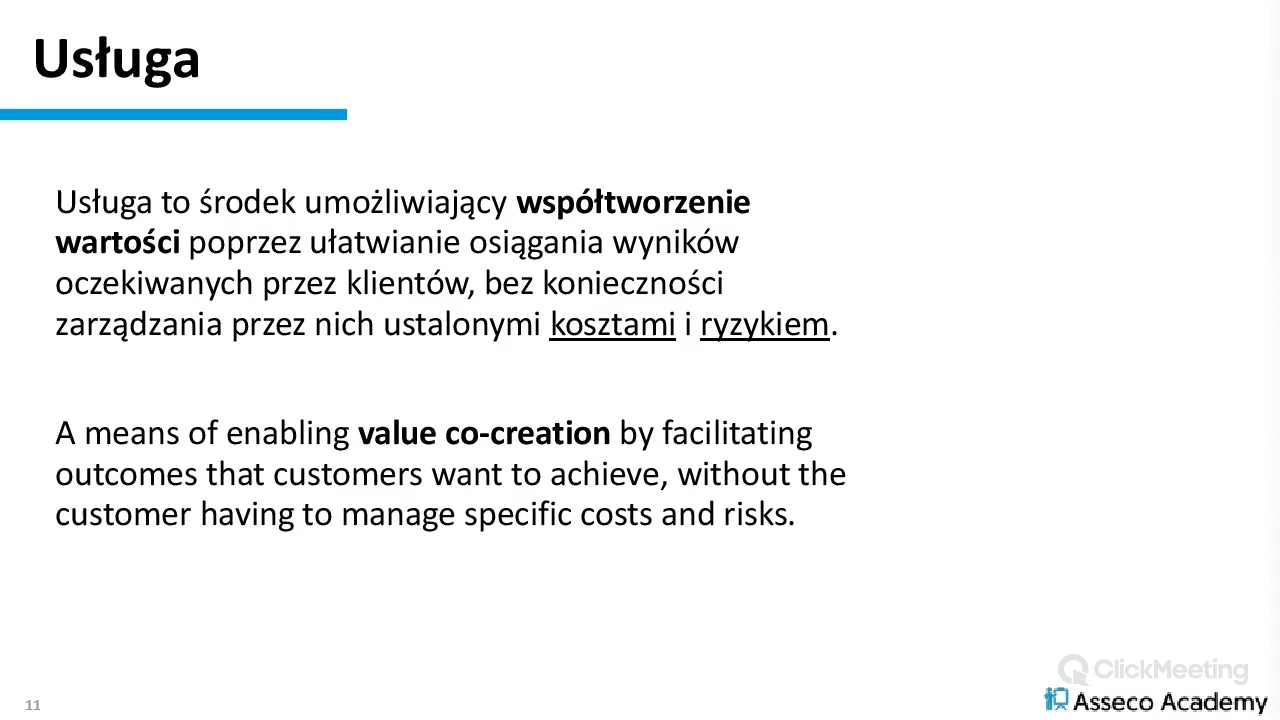 Usługa
Usługa to środek umożliwiający współtworzenie
wartości poprzez ułatwianie osiągania wyników
oczekiwanych przez klientów, bez konieczności
zarządzania przez nich ustalonymi kosztami i ryzykiem.
A means of enabling value co-creation by facilitating
outcomes that customers want to achieve, without the
customer having to manage specific costs and risks.
ClickMeeting
Asseco Academy
11